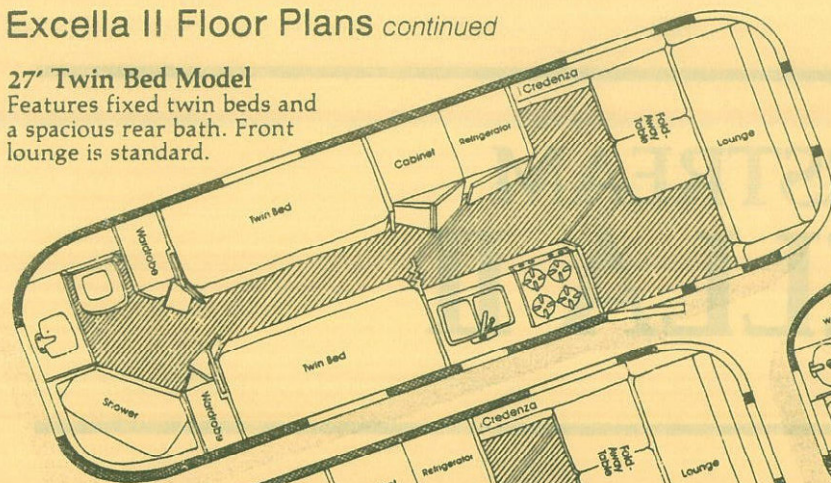 Excella II Floor Plans continued
27' Twin Bed Model
Features fixed twin beds and
a spacious rear bath. Front
lounge is standard.
Credenza
Fold-
Away
Table
Lounge
Refrigerator
Cabinet
Twin Bed
Wardrobe
Twin Bed
Shower
Wardrobe
Credenza
Fold-
Away
Table
Lounge
Refrigerator